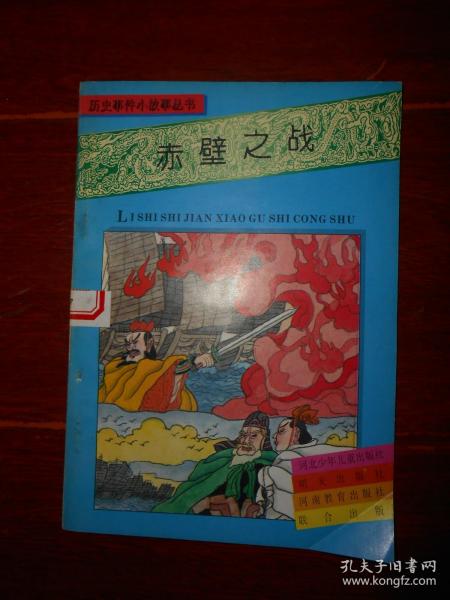 历史事件小故事丛书
赤壁之战
LI SHI SHI JIAN XIAO GU SHI CONG SHU
河北少年儿童出版社
明天出版社
河南教育出版社
联合出版
孔夫子旧书网
www.kongfz.com